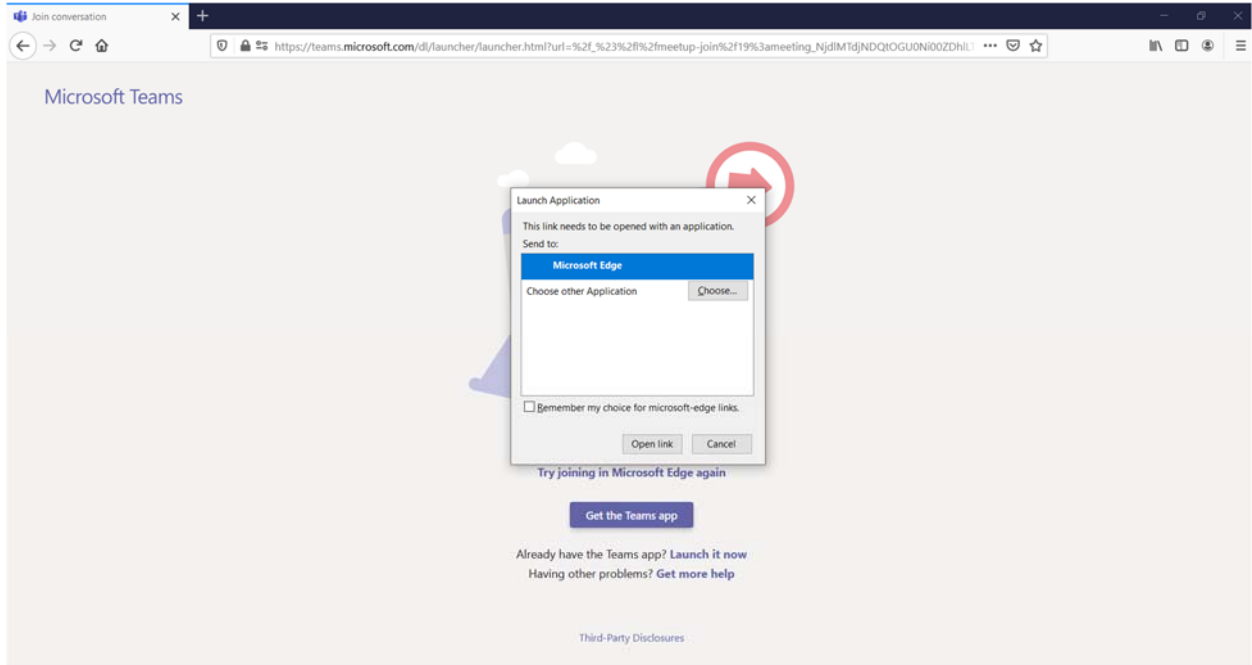 Join conversation
https://teams.microsoft.com/dl/launcher/launcher.html?url=%2f_%23%2fl%2fmeetup-join%2f19%3ameeting_
Microsoft Teams
Launch Application
This link needs to be opened with an application.
Send to:
Microsoft Edge
Choose other Application
Choose...
Remember my choice for microsoft-edge links.
Open link
Cancel
Try joining in Microsoft Edge again
Get the Teams app
Already have the Teams app? Launch it now
Having other problems? Get more help
Third-Party Disclosures